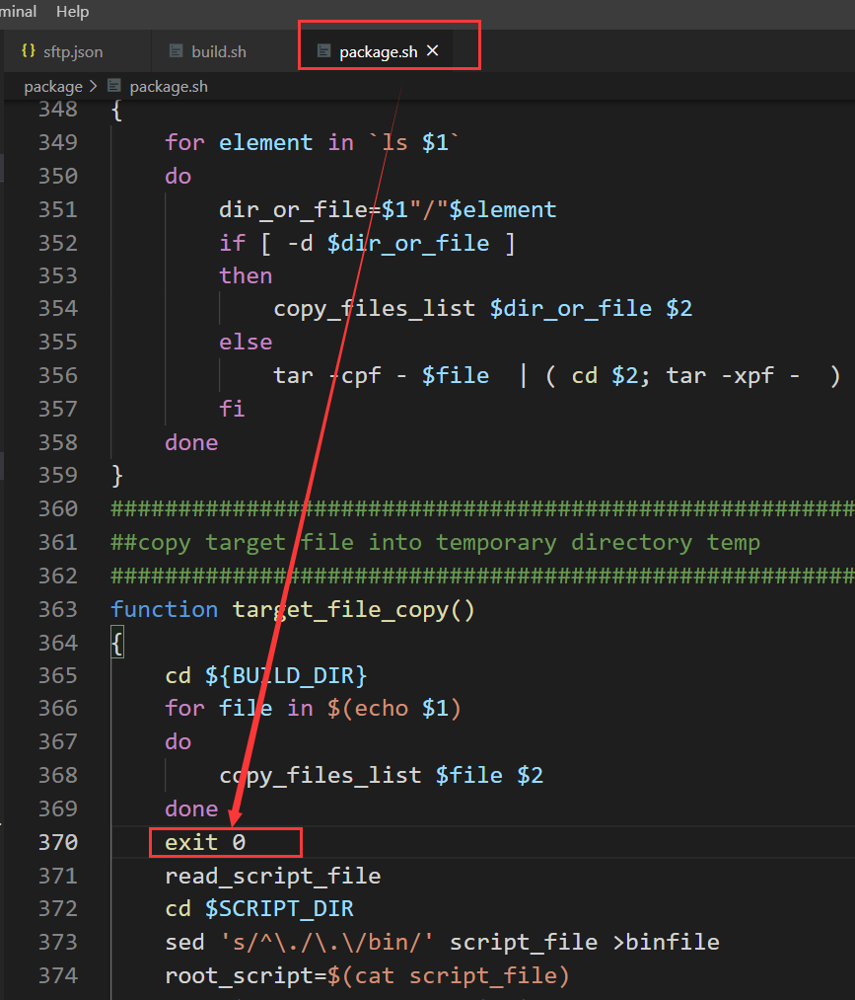 minal Help
sftp.json build.sh package.sh
package > package.sh
348 {
349 for element in `ls $1`
350 do
351 dir_or_file=$1"/"$element
352 if [ -d $dir_or_file ]
353 then
354 copy_files_list $dir_or_file $2
355 else
356 tar -cpf - $file | ( cd $2; tar -xpf - )
357 fi
358 done
359 }
360 #######################################################
361 ##copy target file into temporary directory temp
362 #######################################################
363 function target_file_copy()
364 {
365 cd ${BUILD_DIR}
366 for file in $(echo $1)
367 do
368 copy_files_list $file $2
369 done
370 exit 0
371 read_script_file
372 cd $SCRIPT_DIR
373 sed 's/^\./\.\/bin/' script_file >binfile
374 root_script=$(cat script_file)